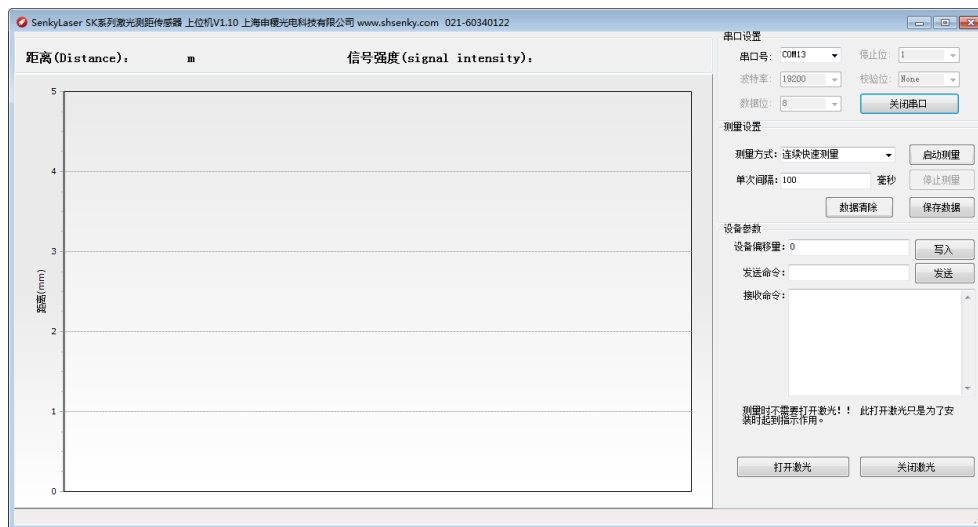 SenkyLaser SK系列激光测距传感器 上位机V1.10 上海申稷光电科技有限公司 www.shsenky.com 021-60340122
距离(Distance): m 信号强度(signal intensity):
5
4
3
2
1
0
距离(mm)
串口设置
串口号: COM13 停止位: 1
波特率: 19200 校验位: None
数据位: 8 关闭串口
测量设置
测量方式: 连续快速测量 启动测量
单次间隔: 100 毫秒 停止测量
数据清除 保存数据
设备参数
设备偏移量: 0 写入
发送命令: 发送
接收命令:
测量时不需要打开激光!! 此打开激光只是为了安
装时起到指示作用。
打开激光 关闭激光